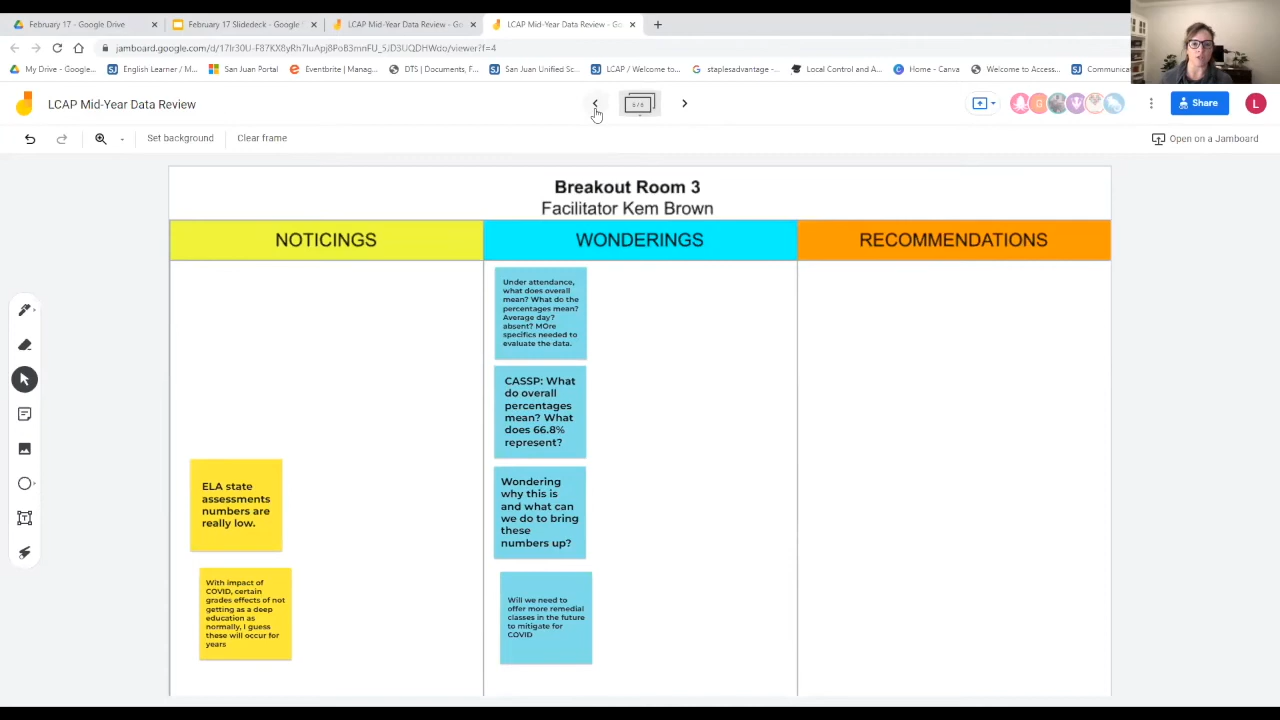 February 17 - Google Drive
February 17 Slidedeck - Google
LCAP Mid-Year Data Review - Go
LCAP Mid-Year Data Review - Go
jamboard.google.com/d/17Ir30U-F87KX8yRh7IuApj8PoB3mnFU_5JD3UQDHWdo/viewer?f=4
My Drive - Google...
English Learner / M...
San Juan Portal
Eventbrite | Manag...
DTS | Documents, F...
San Juan Unified Sc...
LCAP / Welcome to...
staplesadvantage -...
Local Control and A...
Home - Canva
Welcome to Access...
Communica
LCAP Mid-Year Data Review
Share
L
Set background
Clear frame
Open on a Jamboard
Breakout Room 3
Facilitator Kem Brown
NOTICINGS
WONDERINGS
RECOMMENDATIONS
ELA state
assessments
numbers are
really low.
With impact of
COVID, certain
grades effects of not
getting as a deep
education as
normally, I guess
these will occur for
years
Under attendance,
what does overall
mean? What do the
percentages mean?
Average day?
absent? MOre
specifics needed to
evaluate the data.
CASSP: What
do overall
percentages
mean? What
does 66.8%
represent?
Wondering
why this is
and what can
we do to bring
these
numbers up?
Will we need to
offer more remedial
classes in the future
to mitigate for
COVID